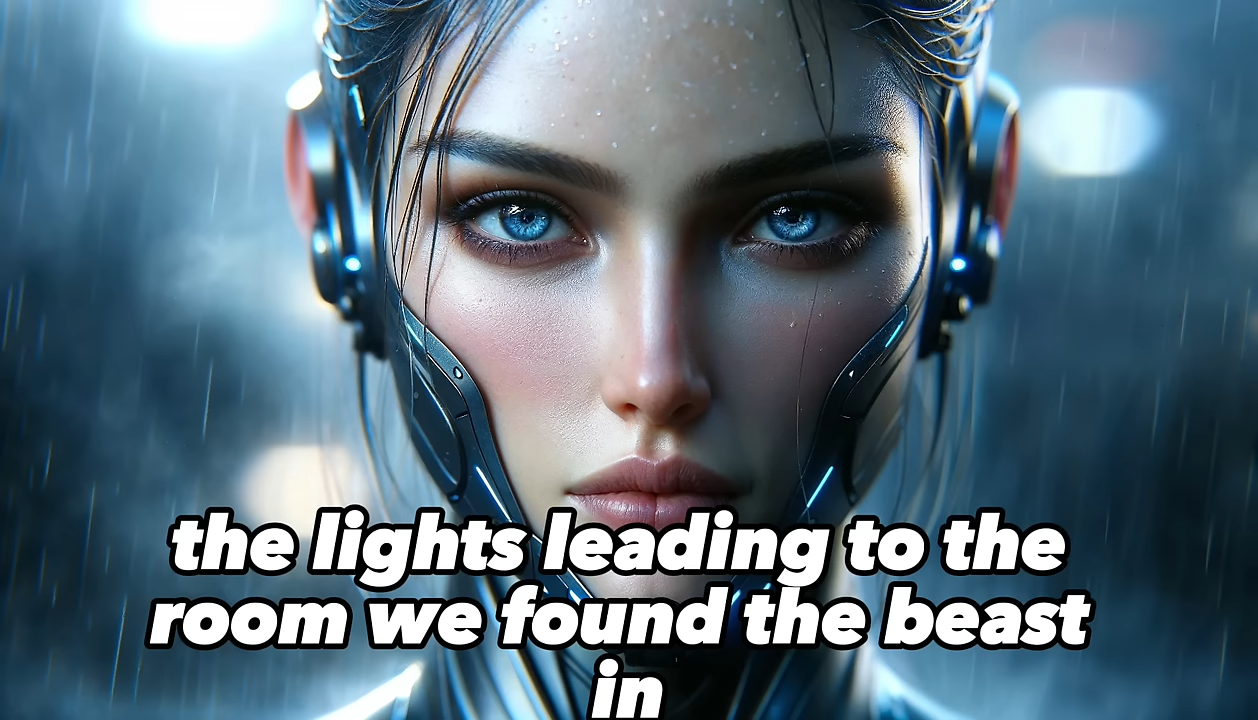 the lights leading to the
room we found the beast
in